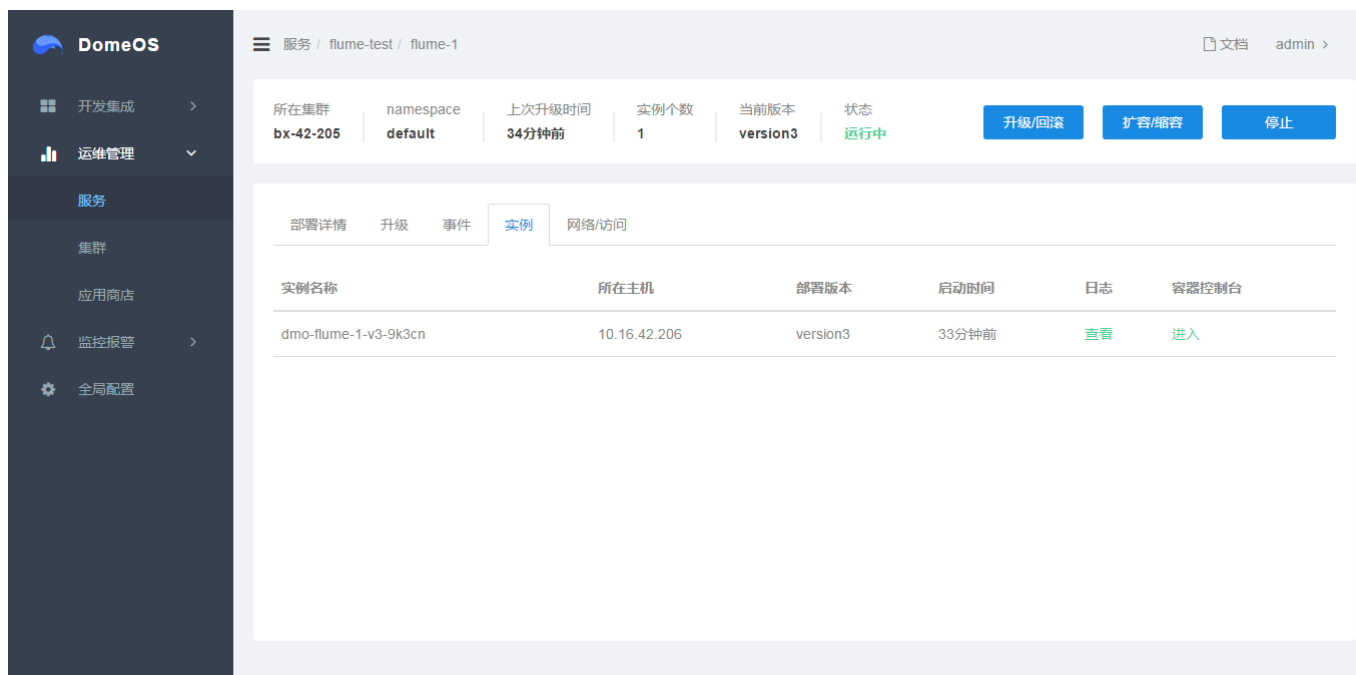 DomeOS
开发集成
运维管理
服务
集群
应用商店
监控报警
全局配置
服务 / flume-test / flume-1
文档 admin >
所在集群 namespace 上次升级时间 实例个数 当前版本 状态
bx-42-205 default 34分钟前 1 version3 运行中
升级/回滚 扩容/缩容 停止
部署详情 升级 事件 实例 网络/访问
实例名称 所在主机 部署版本 启动时间 日志 容器控制台
dmo-flume-1-v3-9k3cn 10.16.42.206 version3 33分钟前 查看 进入